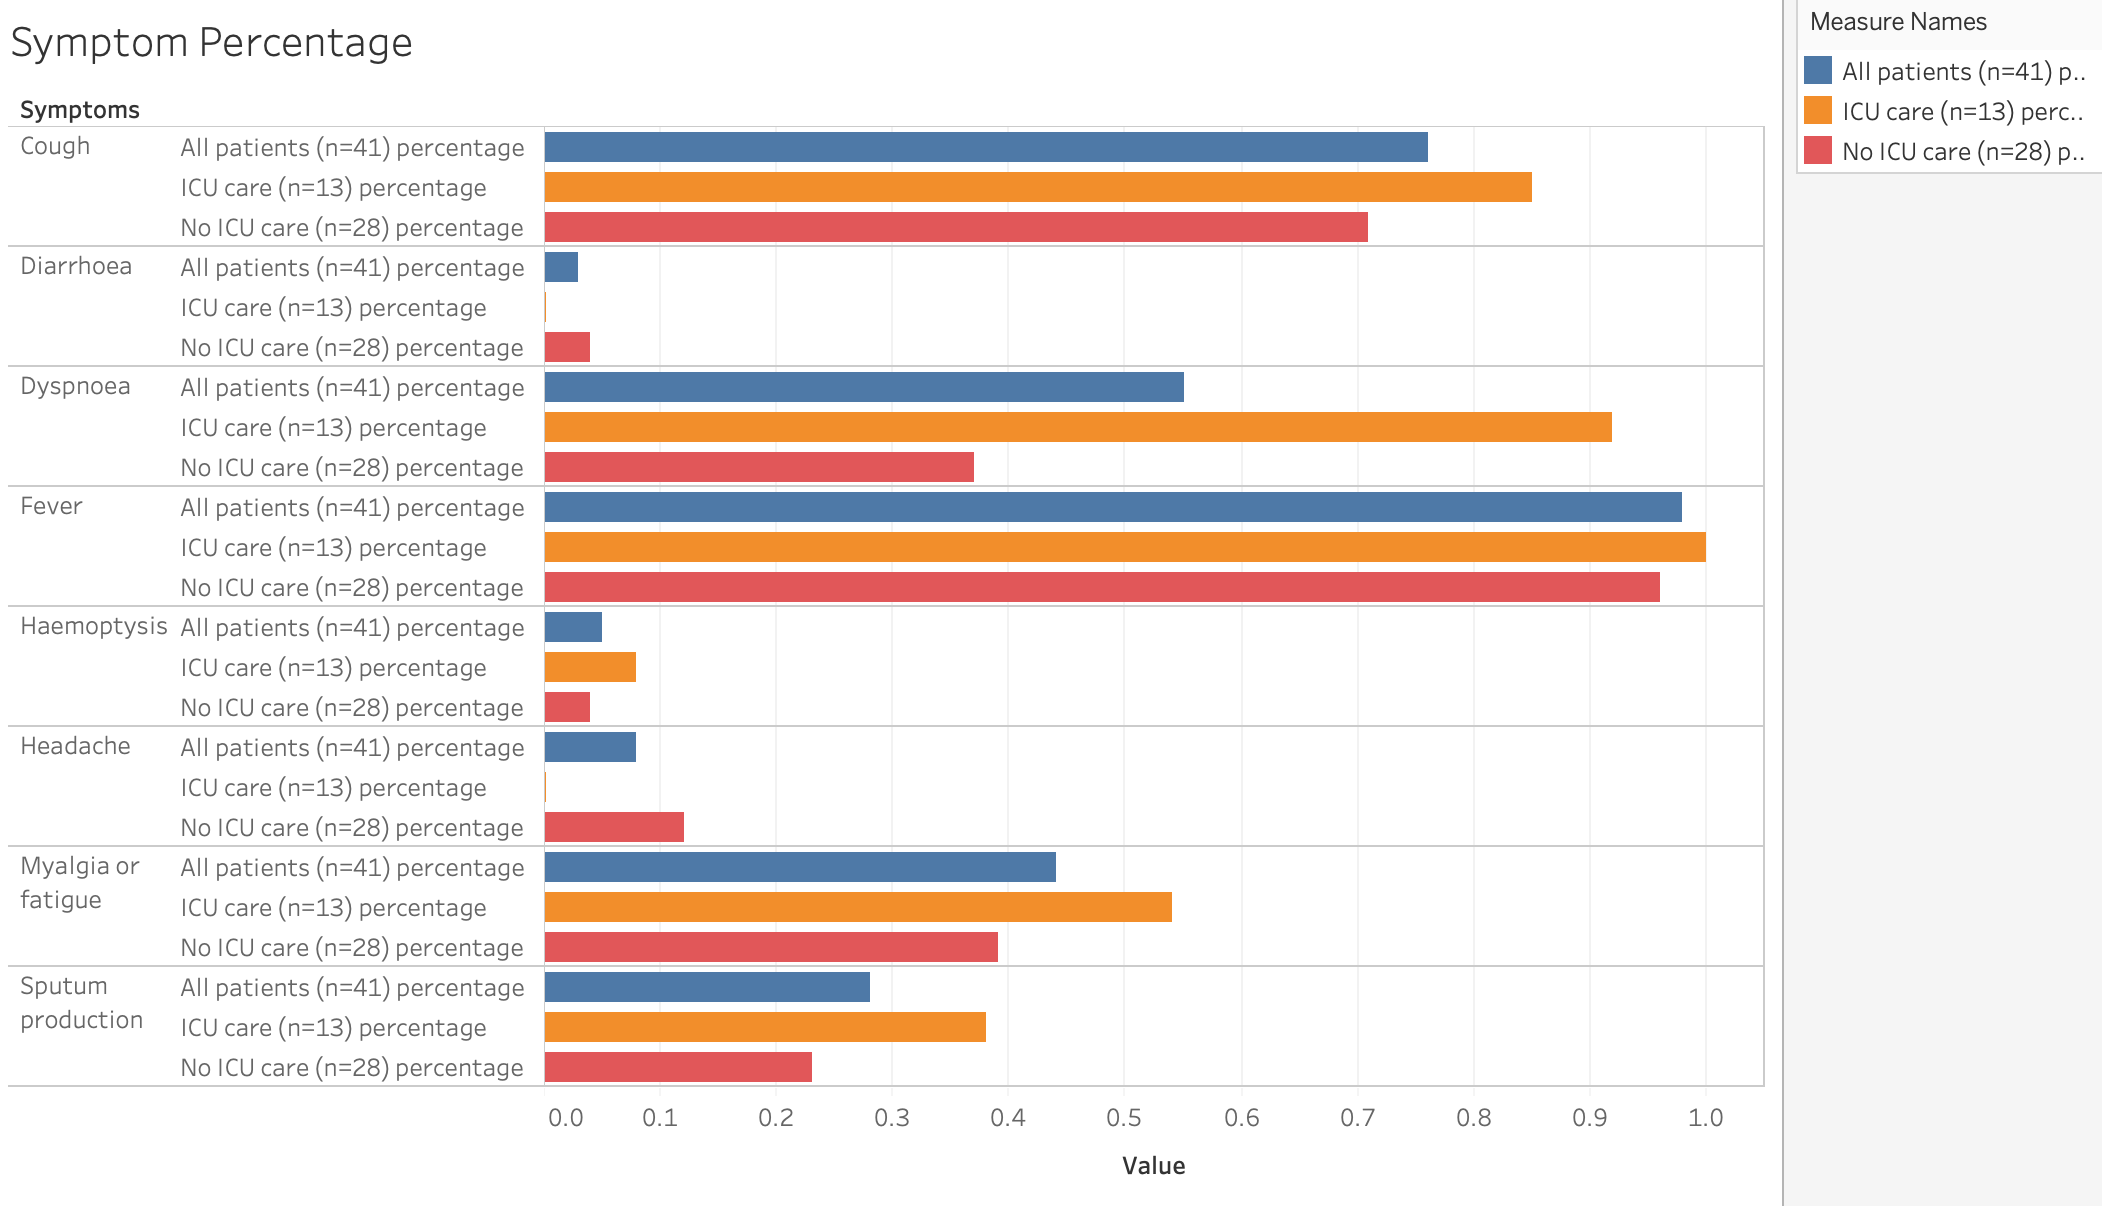 Symptom Percentage
Symptoms
Cough
All patients (n=41) percentage
ICU care (n=13) percentage
No ICU care (n=28) percentage
Diarrhoea
All patients (n=41) percentage
ICU care (n=13) percentage
No ICU care (n=28) percentage
Dyspnoea
All patients (n=41) percentage
ICU care (n=13) percentage
No ICU care (n=28) percentage
Fever
All patients (n=41) percentage
ICU care (n=13) percentage
No ICU care (n=28) percentage
Haemoptysis
All patients (n=41) percentage
ICU care (n=13) percentage
No ICU care (n=28) percentage
Headache
All patients (n=41) percentage
ICU care (n=13) percentage
No ICU care (n=28) percentage
Myalgia or
fatigue
All patients (n=41) percentage
ICU care (n=13) percentage
No ICU care (n=28) percentage
Sputum
production
All patients (n=41) percentage
ICU care (n=13) percentage
No ICU care (n=28) percentage
0.0 0.1 0.2 0.3 0.4 0.5 0.6 0.7 0.8 0.9 1.0
Value
Measure Names
All patients (n=41) p..
ICU care (n=13) perc..
No ICU care (n=28) p..